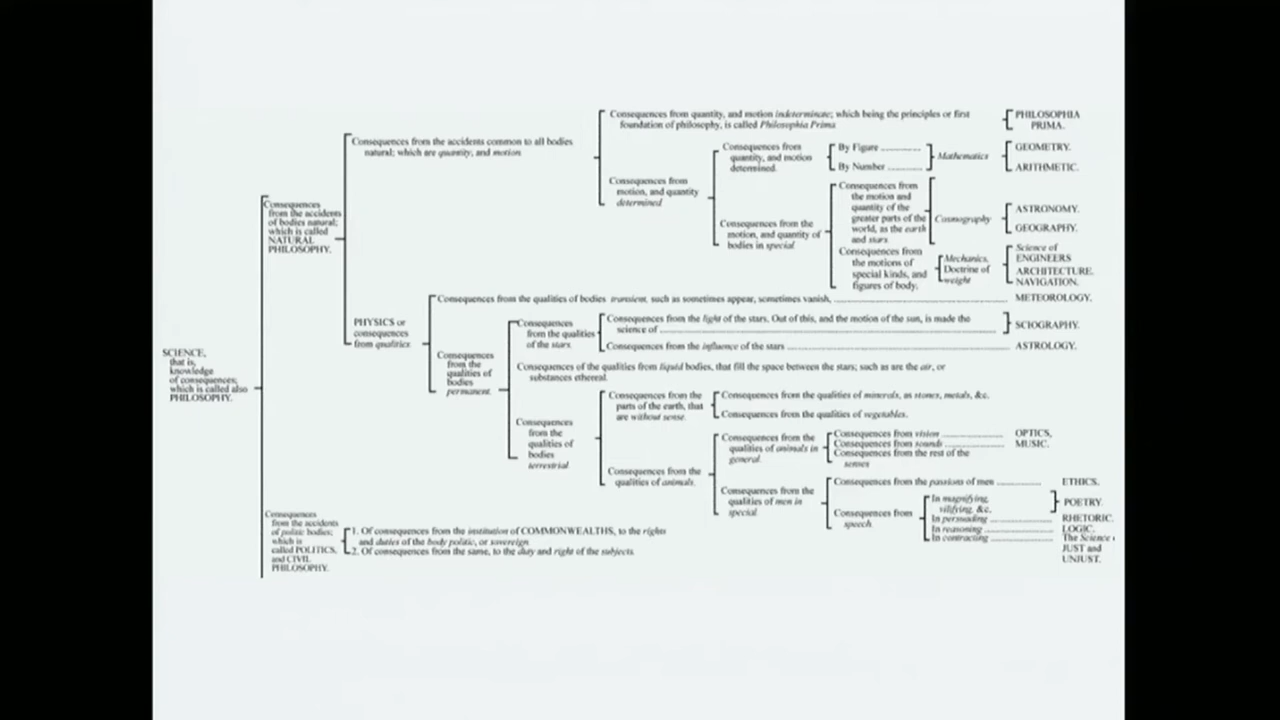 SCIENCE,
that is,
knowledge
of consequences;
which is called also
PHILOSOPHY.
Consequences
from the accidents
of bodies natural;
which is called
NATURAL
PHILOSOPHY.
Consequences from the accidents common to all bodies
natural; which are quantity, and motion
Consequences from quantity, and motion indeterminate; which being the principles or first
foundation of philosophy, is called Philosophia Prima
PHILOSOPHIA
PRIMA.
Consequences from
motion, and quantity
determined
Consequences from
quantity, and motion
determined.
By Figure
By Number
Mathematics
GEOMETRY.
ARITHMETIC.
Consequences from the
motion, and quantity of
bodies in special
Consequences from
the motion and
quantity of the
greater parts of the
world, as the earth
and stars
Cosmography
ASTRONOMY.
GEOGRAPHY.
Consequences from
the motions of
special kinds, and
figures of body.
Mechanics.
Doctrine of
weight
Science of
ENGINEERS
ARCHITECTURE.
NAVIGATION.
PHYSICS or
consequences
from qualities
Consequences from the qualities of bodies transient, such as sometimes appear, sometimes vanish,
METEOROLOGY.
Consequences
from the
qualities of
bodies
permanent.
Consequences
from the qualities
of the stars.
Consequences from the light of the stars. Out of this, and the motion of the sun, is made the
science of
SCIOGRAPHY.
Consequences from the influence of the stars
ASTROLOGY.
Consequences of the qualities from liquid bodies, that fill the space between the stars; such as are the air, or
substances ethereal.
Consequences
from the
qualities of
bodies
terrestrial
Consequences from the
parts of the earth, that
are without sense.
Consequences from the qualities of minerals, as stones, metals, &c.
Consequences from the qualities of vegetables.
Consequences from the
qualities of animals.
Consequences from the
qualities of animals in
general.
Consequences from vision
OPTICS,
Consequences from sounds
MUSIC.
Consequences from the rest of the
senses
Consequences from the
qualities of men in
special
Consequences from the passions of men
ETHICS.
Consequences from
speech
In magnifying,
vilifying, &c.
POETRY.
In persuading
RHETORIC.
In reasoning
LOGIC.
In contracting
The Science
JUST and
UNJUST.
Consequences
from the accidents
of politic bodies;
which is
called POLITICS,
and CIVIL
PHILOSOPHY.
1. Of consequences from the institution of COMMONWEALTHS, to the rights
and duties of the body politic, or sovereign
2. Of consequences from the same, to the duty and right of the subjects